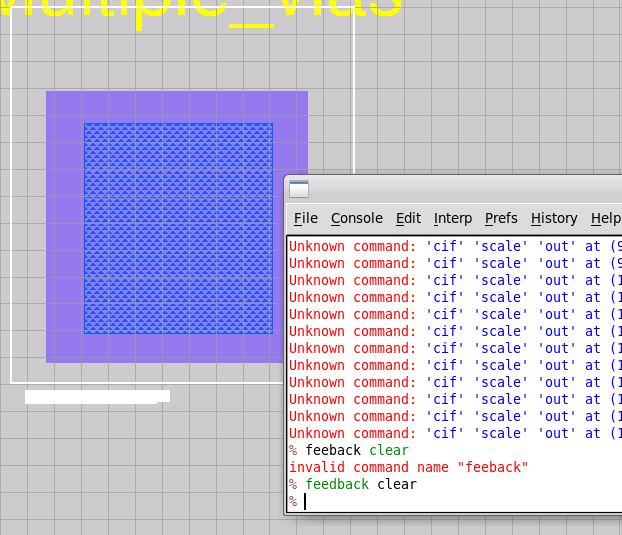 Multiple_Vias
File Console Edit Interp Prefs History Help
Unknown command: 'cif' 'scale' 'out' at (9
Unknown command: 'cif' 'scale' 'out' at (9
Unknown command: 'cif' 'scale' 'out' at (1
Unknown command: 'cif' 'scale' 'out' at (1
Unknown command: 'cif' 'scale' 'out' at (1
Unknown command: 'cif' 'scale' 'out' at (1
Unknown command: 'cif' 'scale' 'out' at (1
Unknown command: 'cif' 'scale' 'out' at (1
Unknown command: 'cif' 'scale' 'out' at (1
Unknown command: 'cif' 'scale' 'out' at (1
Unknown command: 'cif' 'scale' 'out' at (1
Unknown command: 'cif' 'scale' 'out' at (1
% feeback clear
invalid command name "feeback"
% feedback clear
%